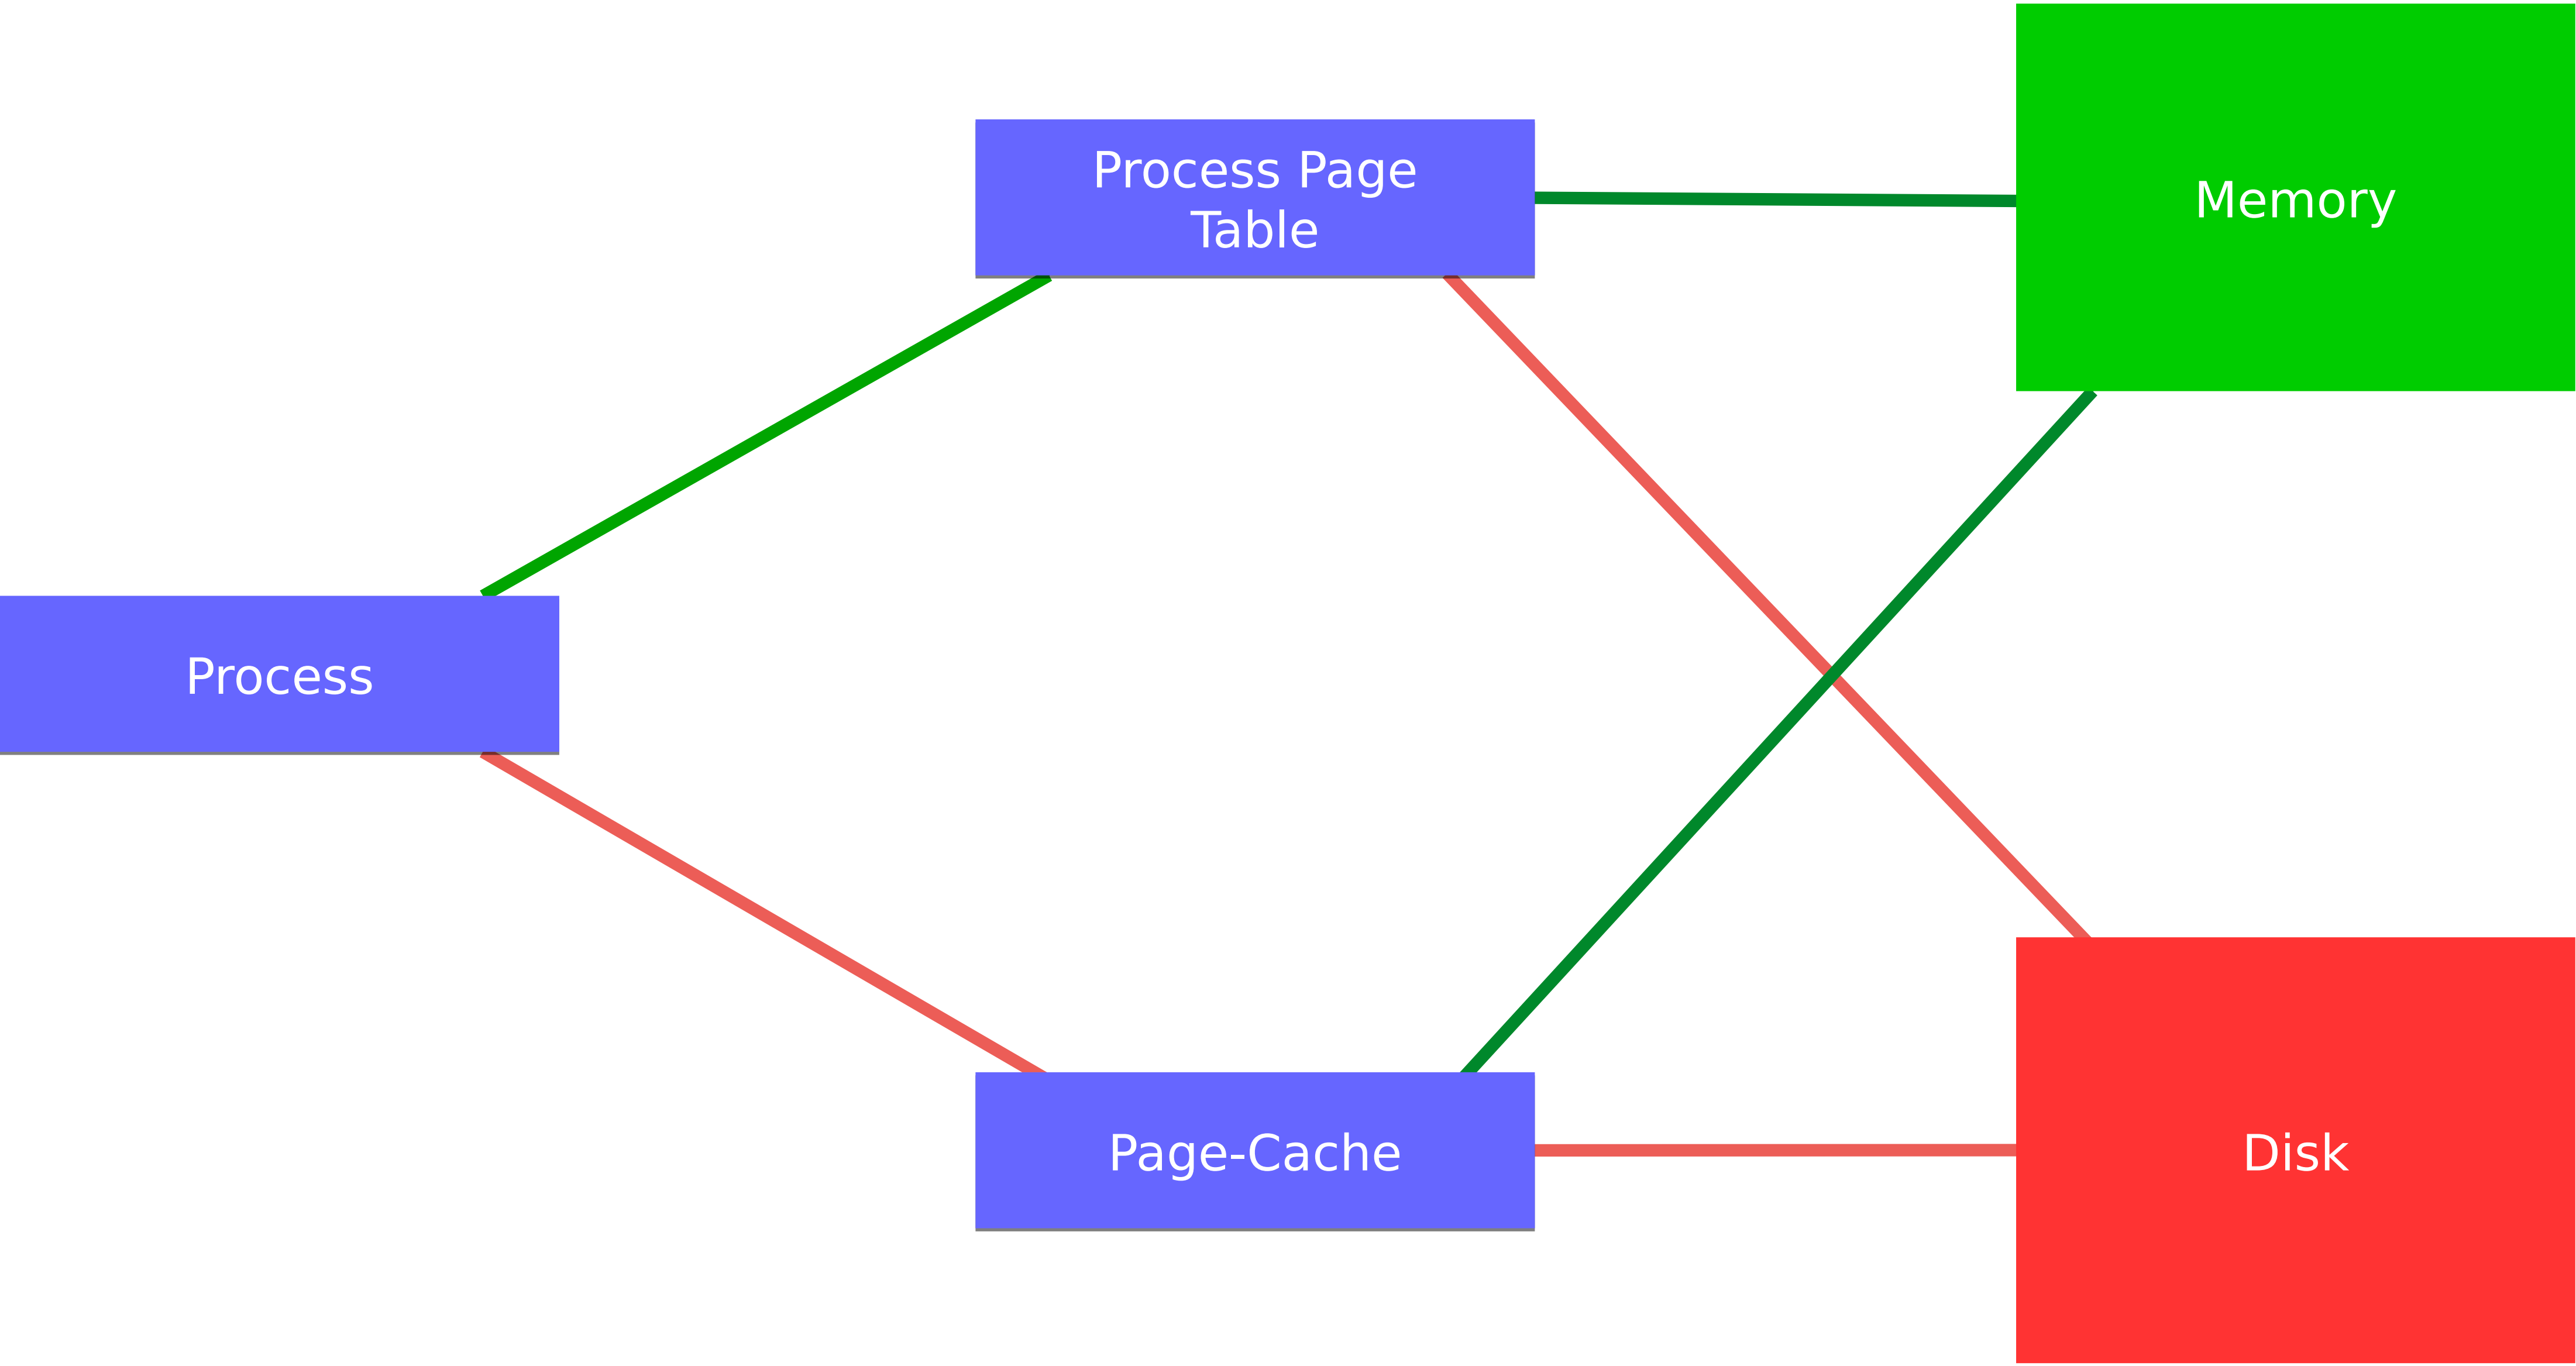 Process Page
Table
Memory
Process
Page-Cache
Disk